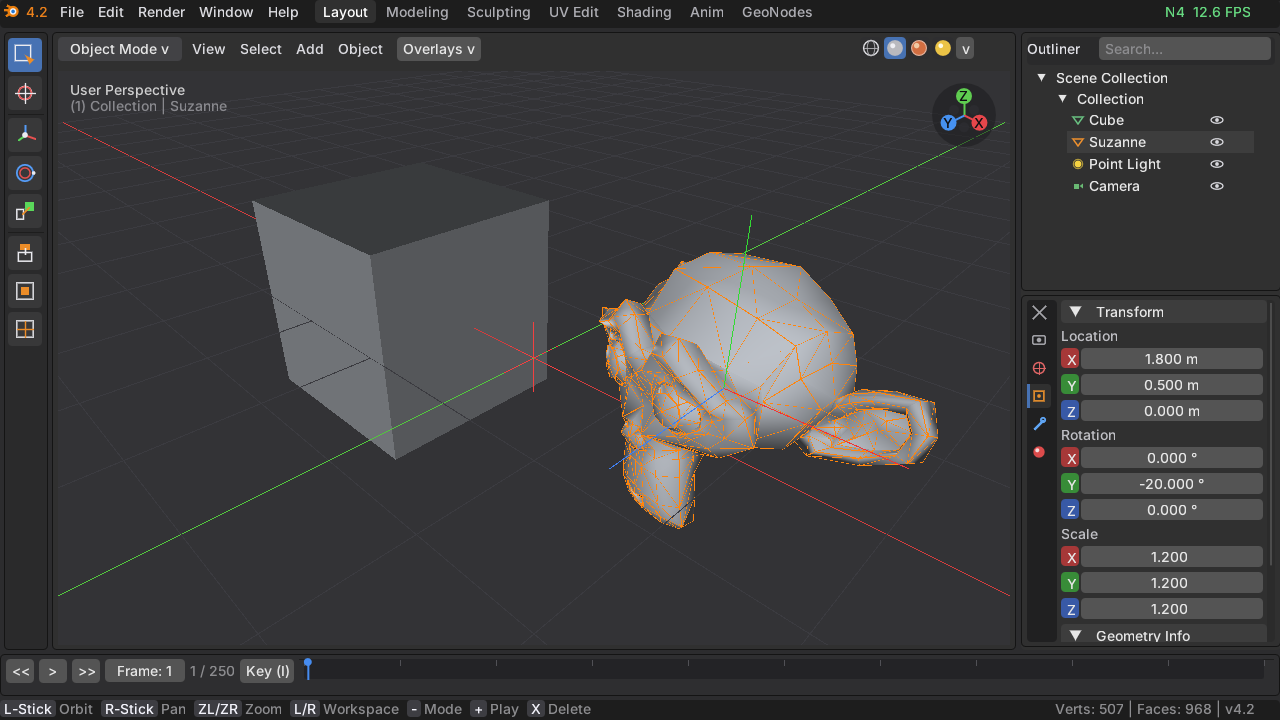 4.2 File Edit Render Window Help Layout Modeling Sculpting UV Edit Shading Anim GeoNodes N4 12.6 FPS
Object Mode v View Select Add Object Overlays v v
User Perspective
(1) Collection | Suzanne
Z
Y X
Outliner Search...
Scene Collection
Collection
Cube
Suzanne
Point Light
Camera
Transform
Location
X 1.800 m
Y 0.500 m
Z 0.000 m
Rotation
X 0.000 °
Y -20.000 °
Z 0.000 °
Scale
X 1.200
Y 1.200
Z 1.200
Geometry Info
<< > >> Frame: 1 1 / 250 Key (I)
L-Stick Orbit R-Stick Pan ZL/ZR Zoom L/R Workspace - Mode + Play X Delete Verts: 507 | Faces: 968 | v4.2